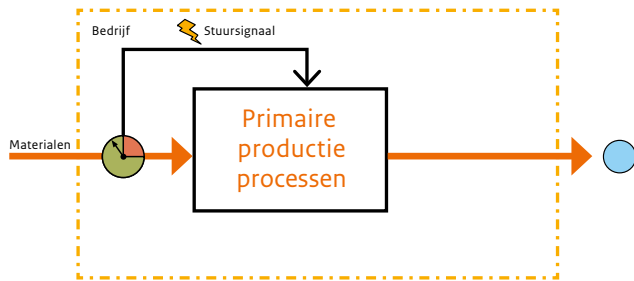 Bedrijf
Stuursignaal
Materialen
Primaire
productie
processen